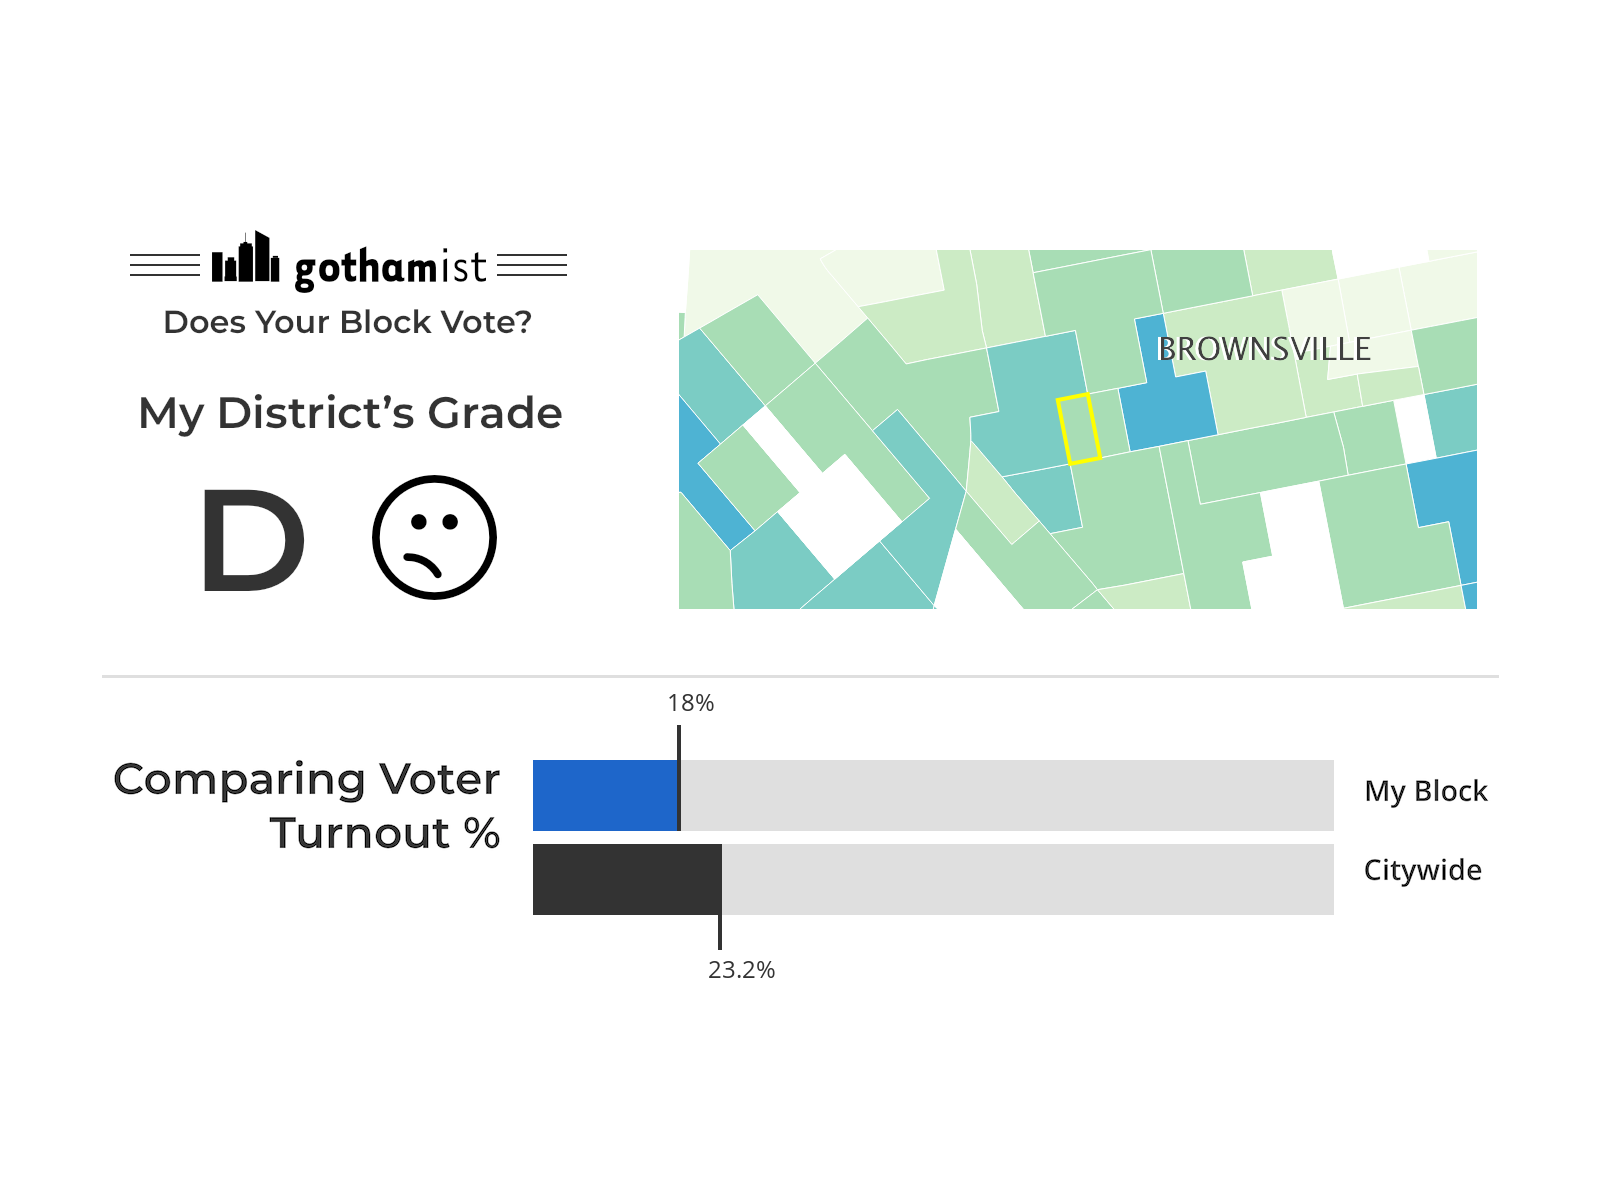 gothamist
Does Your Block Vote?
My District’s Grade
D
BROWNSVILLE
18%
Comparing Voter
Turnout %
My Block
Citywide
23.2%